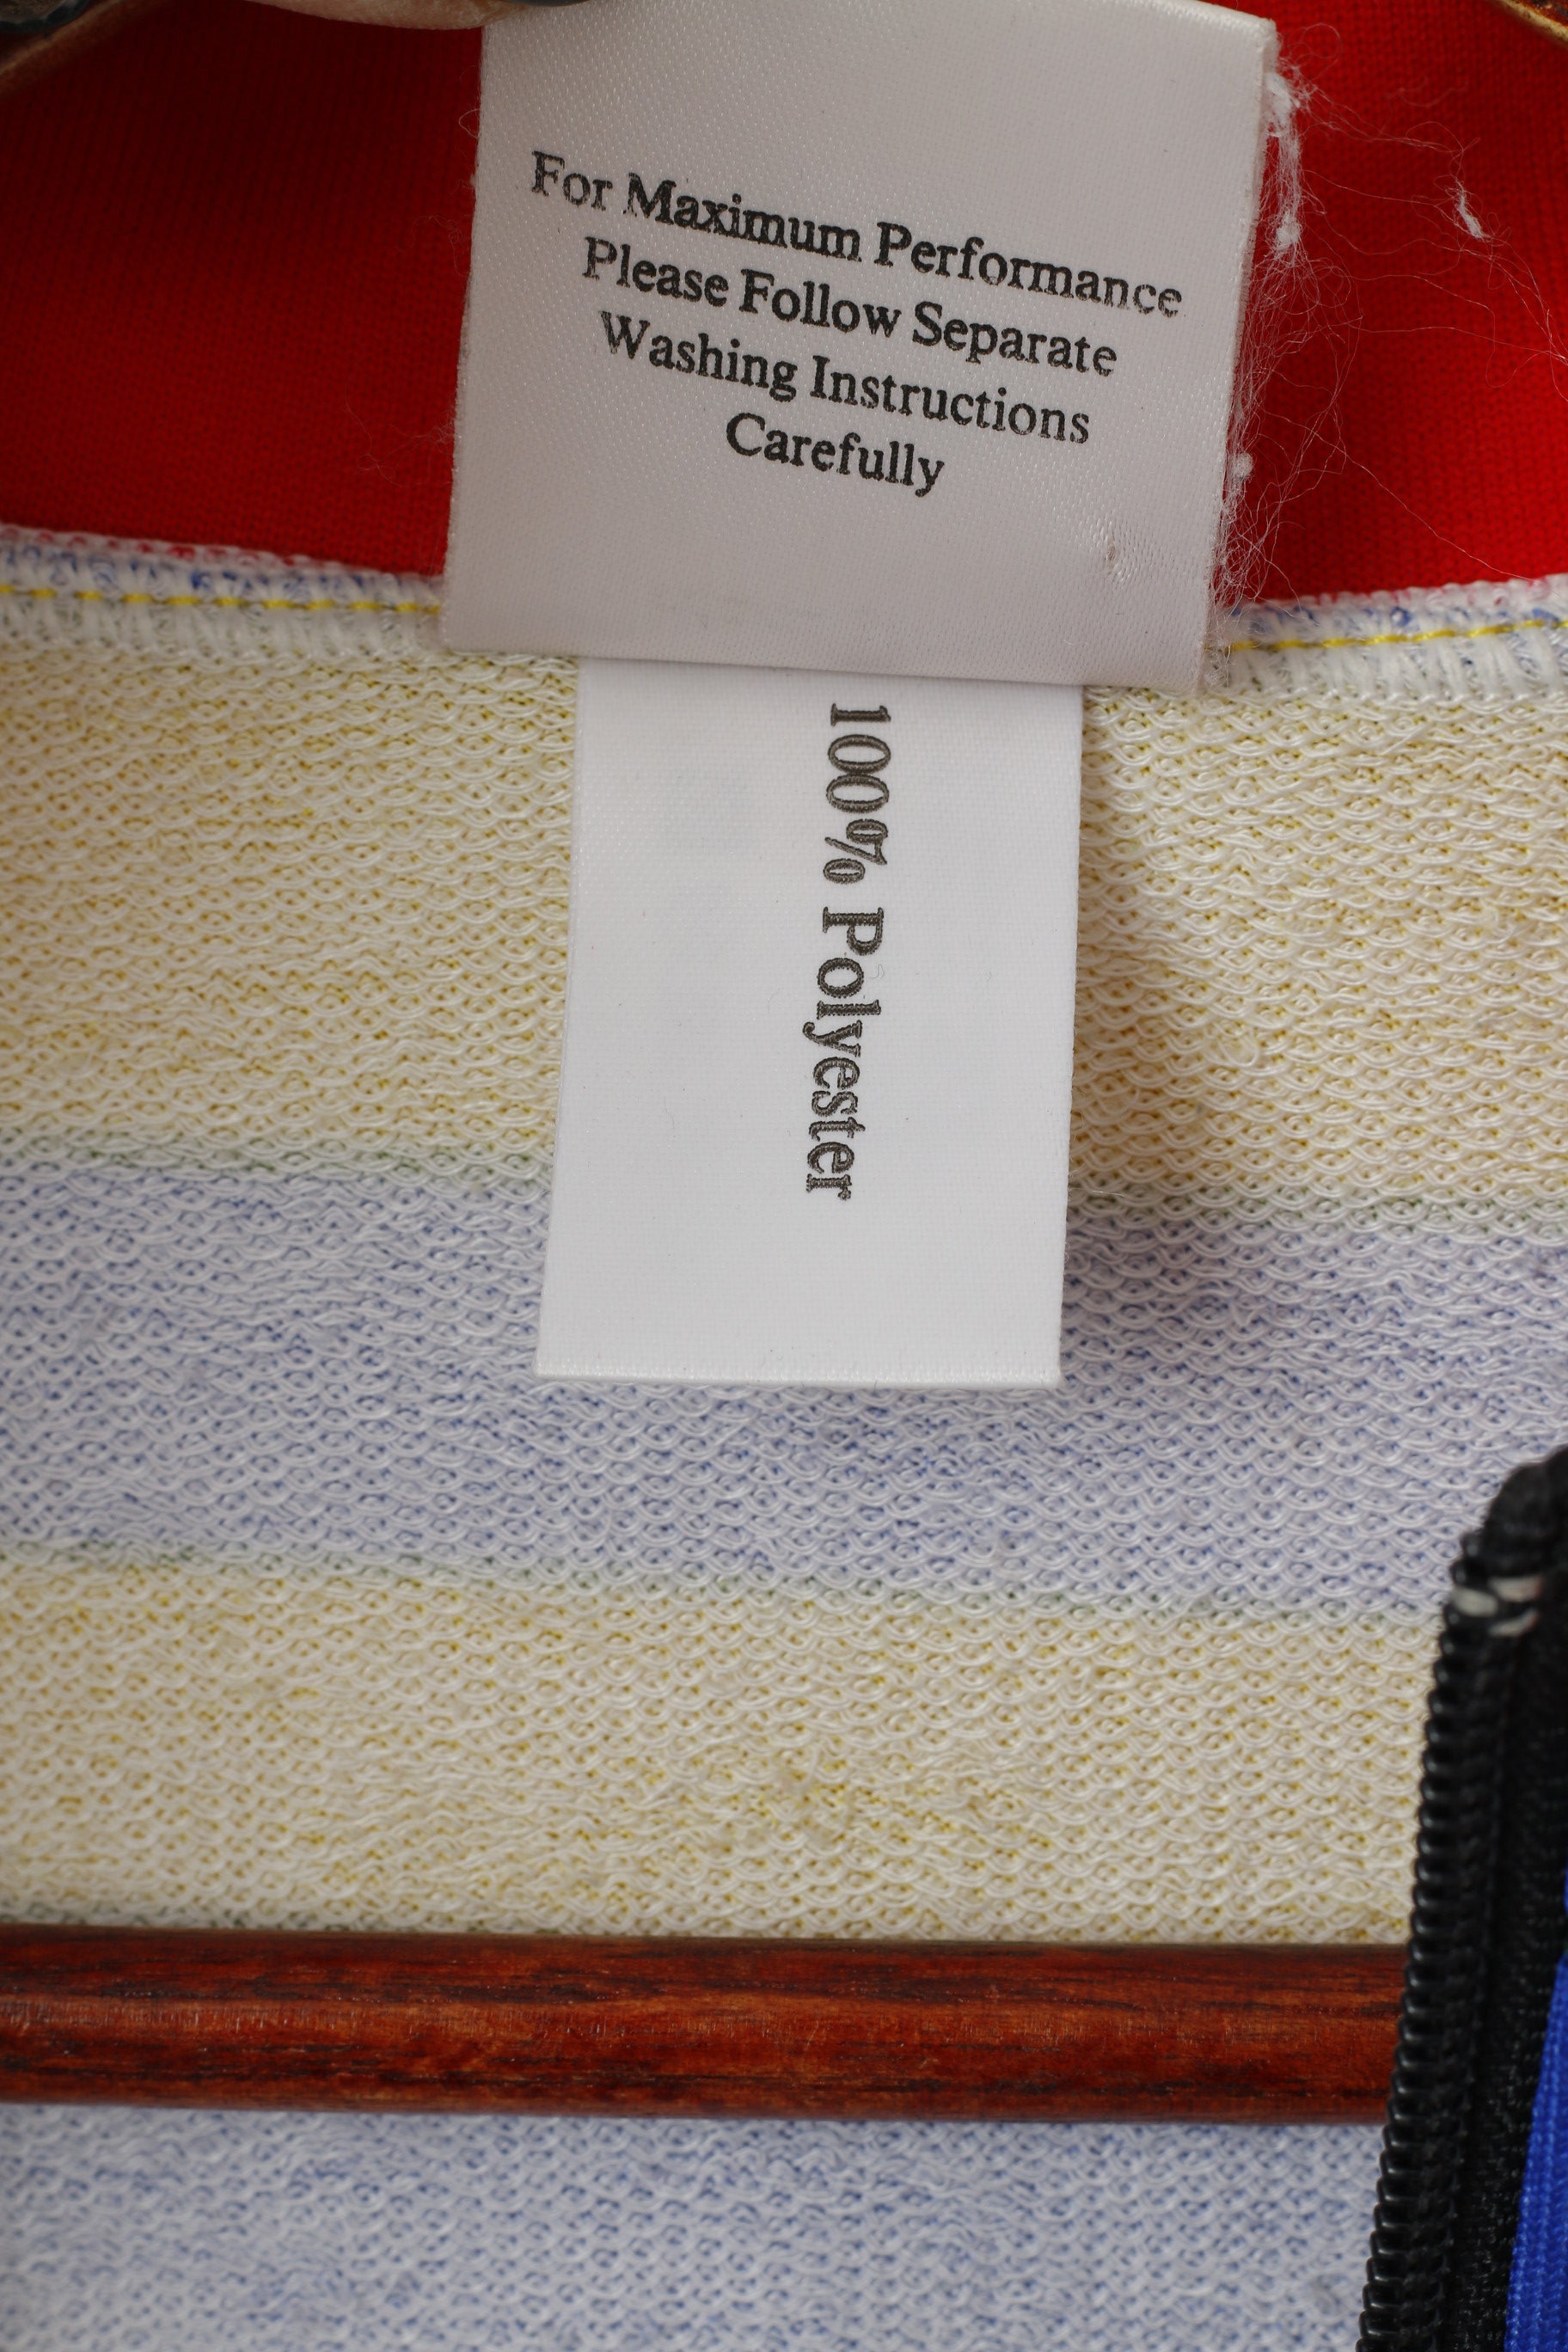 For Maximum Performance
Please Follow Separate
Washing Instructions
Carefully
100% Polyester